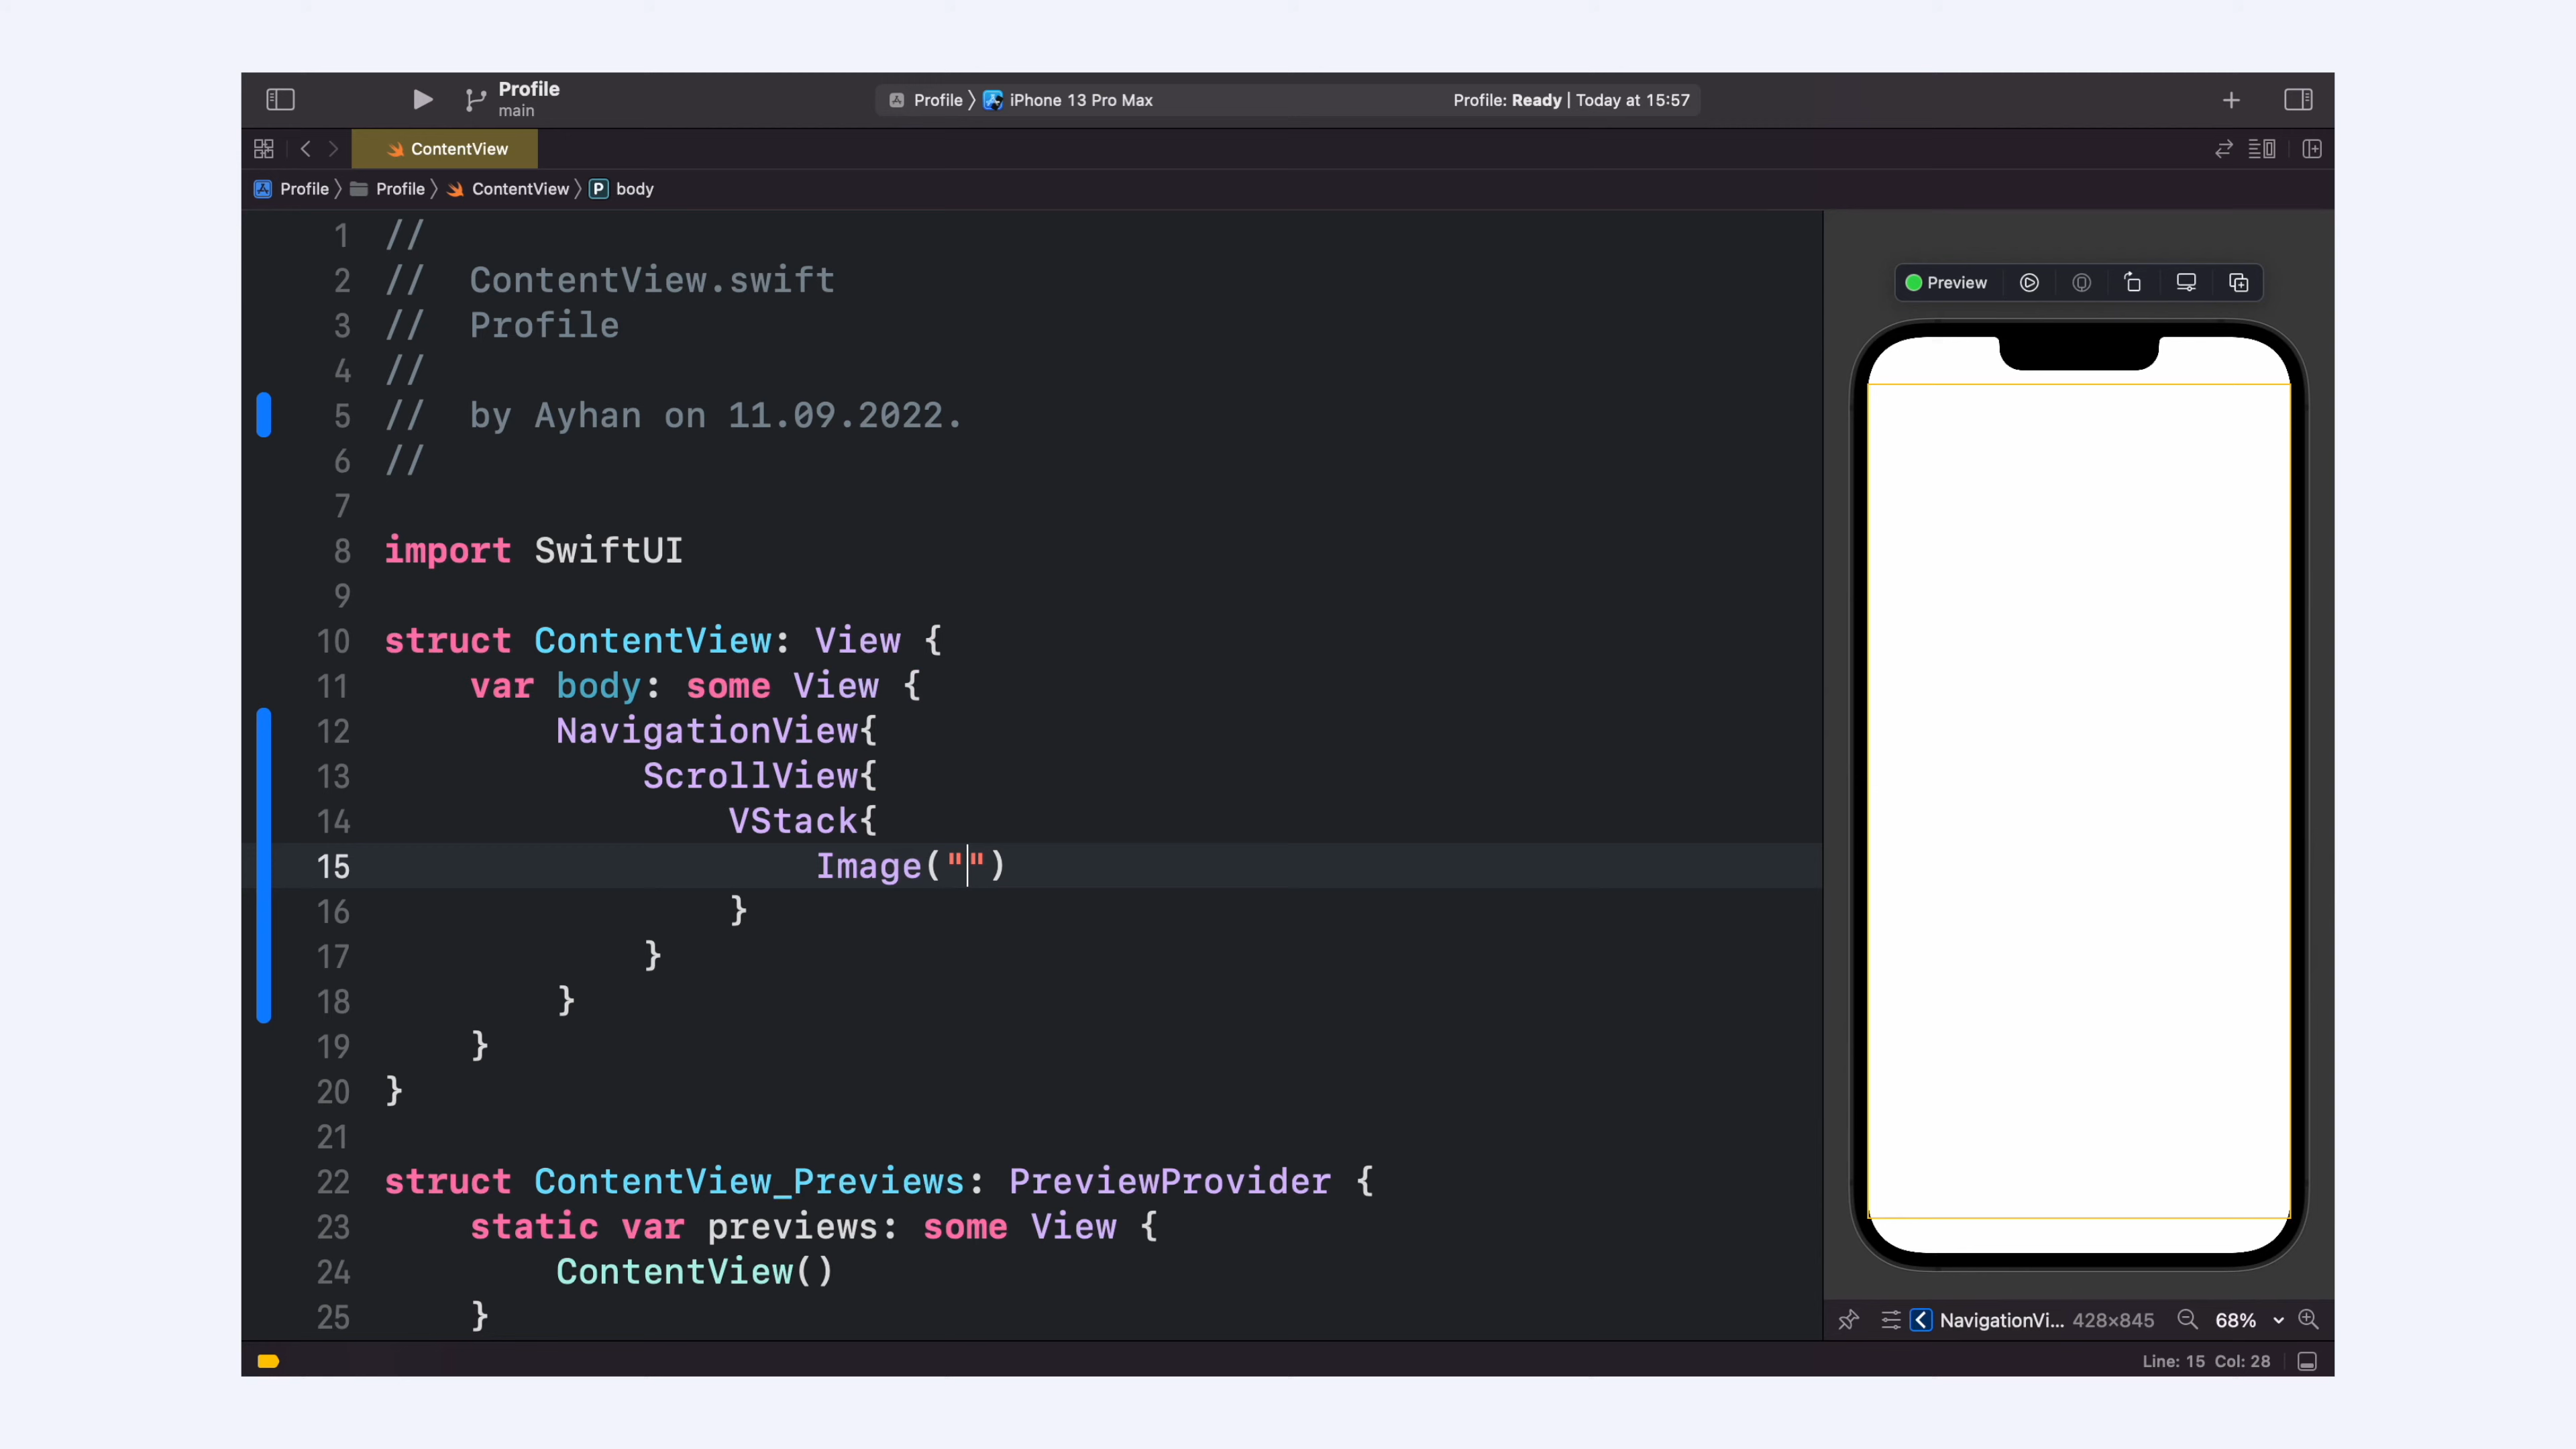 Profile
main
Profile 〉 iPhone 13 Pro Max
Profile: Ready | Today at 15:57
ContentView
Profile 〉 Profile 〉 ContentView 〉 P body
1 //
2 //  ContentView.swift
3 //  Profile
4 //
5 //  by Ayhan on 11.09.2022.
6 //
7
8 import SwiftUI
9
10 struct ContentView: View {
11     var body: some View {
12         NavigationView{
13             ScrollView{
14                 VStack{
15                     Image("")
16                 }
17             }
18         }
19     }
20 }
21
22 struct ContentView_Previews: PreviewProvider {
23     static var previews: some View {
24         ContentView()
25     }
Preview
NavigationVi... 428×845 68%
Line: 15 Col: 28